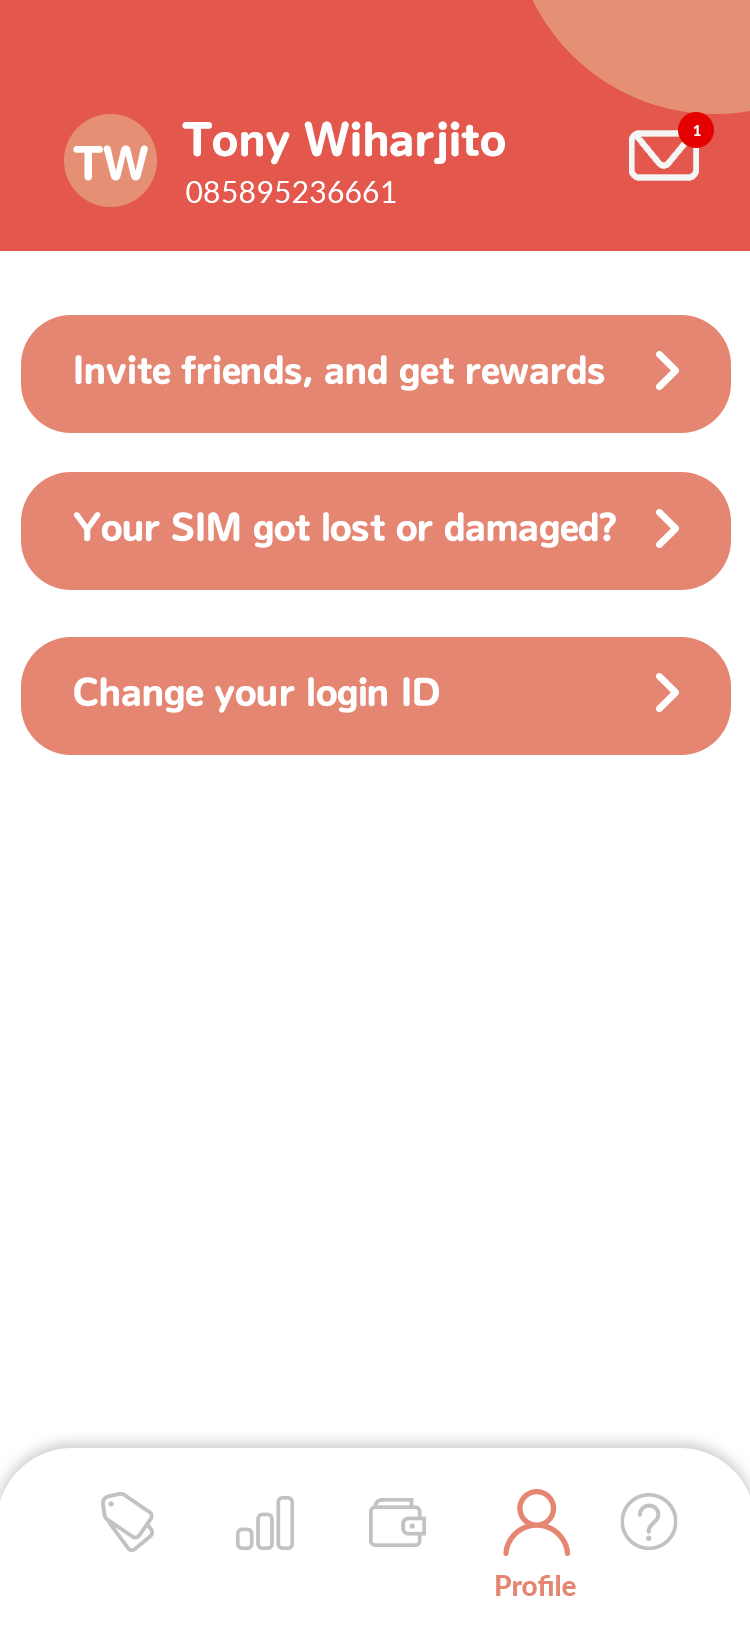 TW
Tony Wiharjito
085895236661
1
Invite friends, and get rewards
Your SIM got lost or damaged?
Change your login ID
Profile